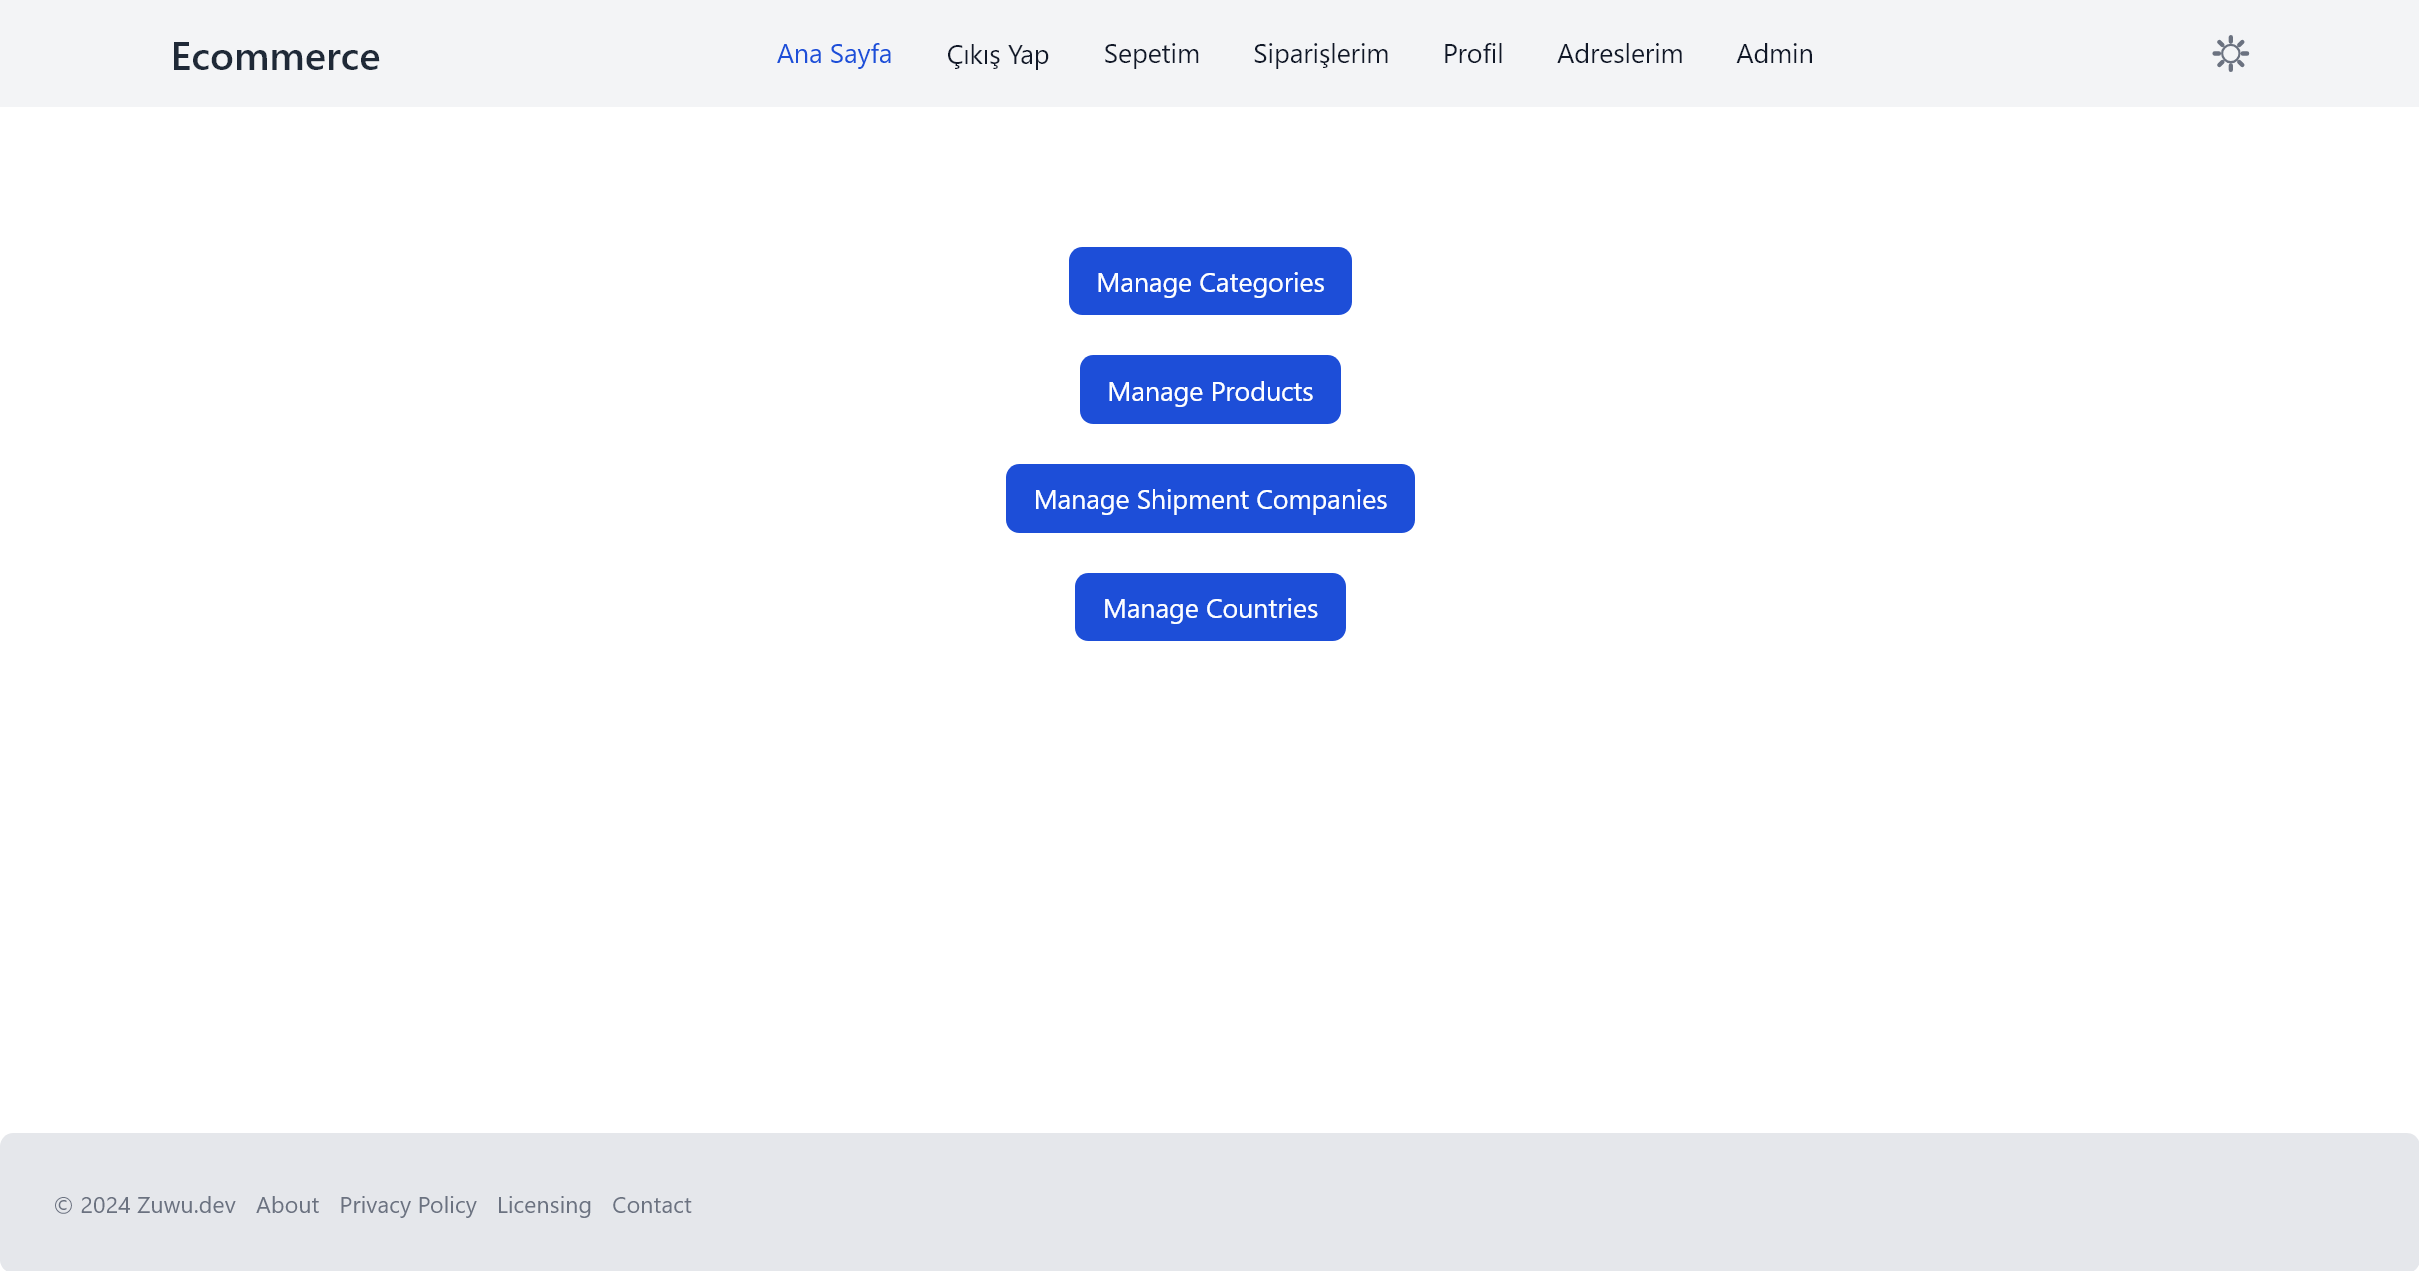 Ecommerce Ana Sayfa Çıkış Yap Sepetim Siparişlerim Profil Adreslerim Admin
Manage Categories
Manage Products
Manage Shipment Companies
Manage Countries
© 2024 Zuwu.dev About Privacy Policy Licensing Contact